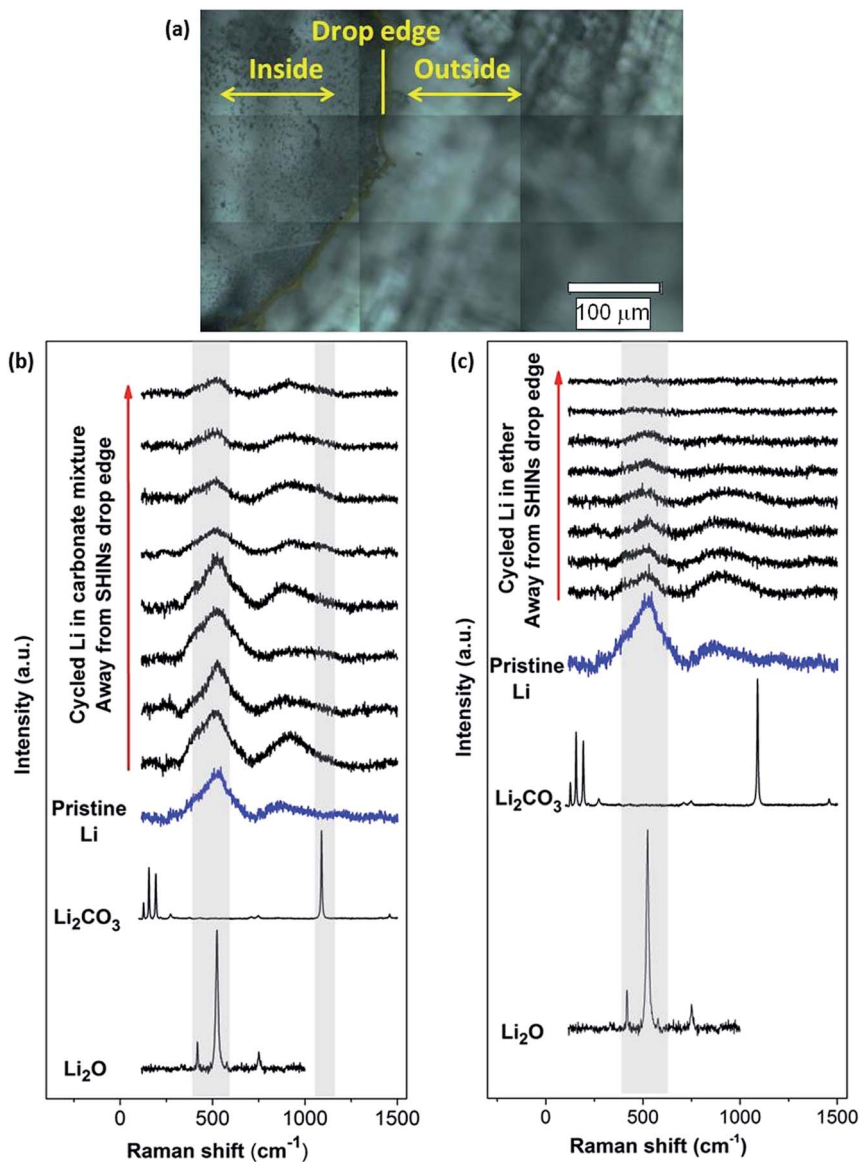 (a)
Drop edge
Inside
Outside
100 μm
(b)
Cycled Li in carbonate mixture
Away from SHINs drop edge
Intensity (a.u.)
Pristine
Li
Li₂CO₃
Li₂O
0
500
1000
1500
Raman shift (cm⁻¹)
(c)
Cycled Li in ether
Away from SHINs drop edge
Intensity (a.u.)
Pristine
Li
Li₂CO₃
Li₂O
0
500
1000
1500
Raman shift (cm⁻¹)